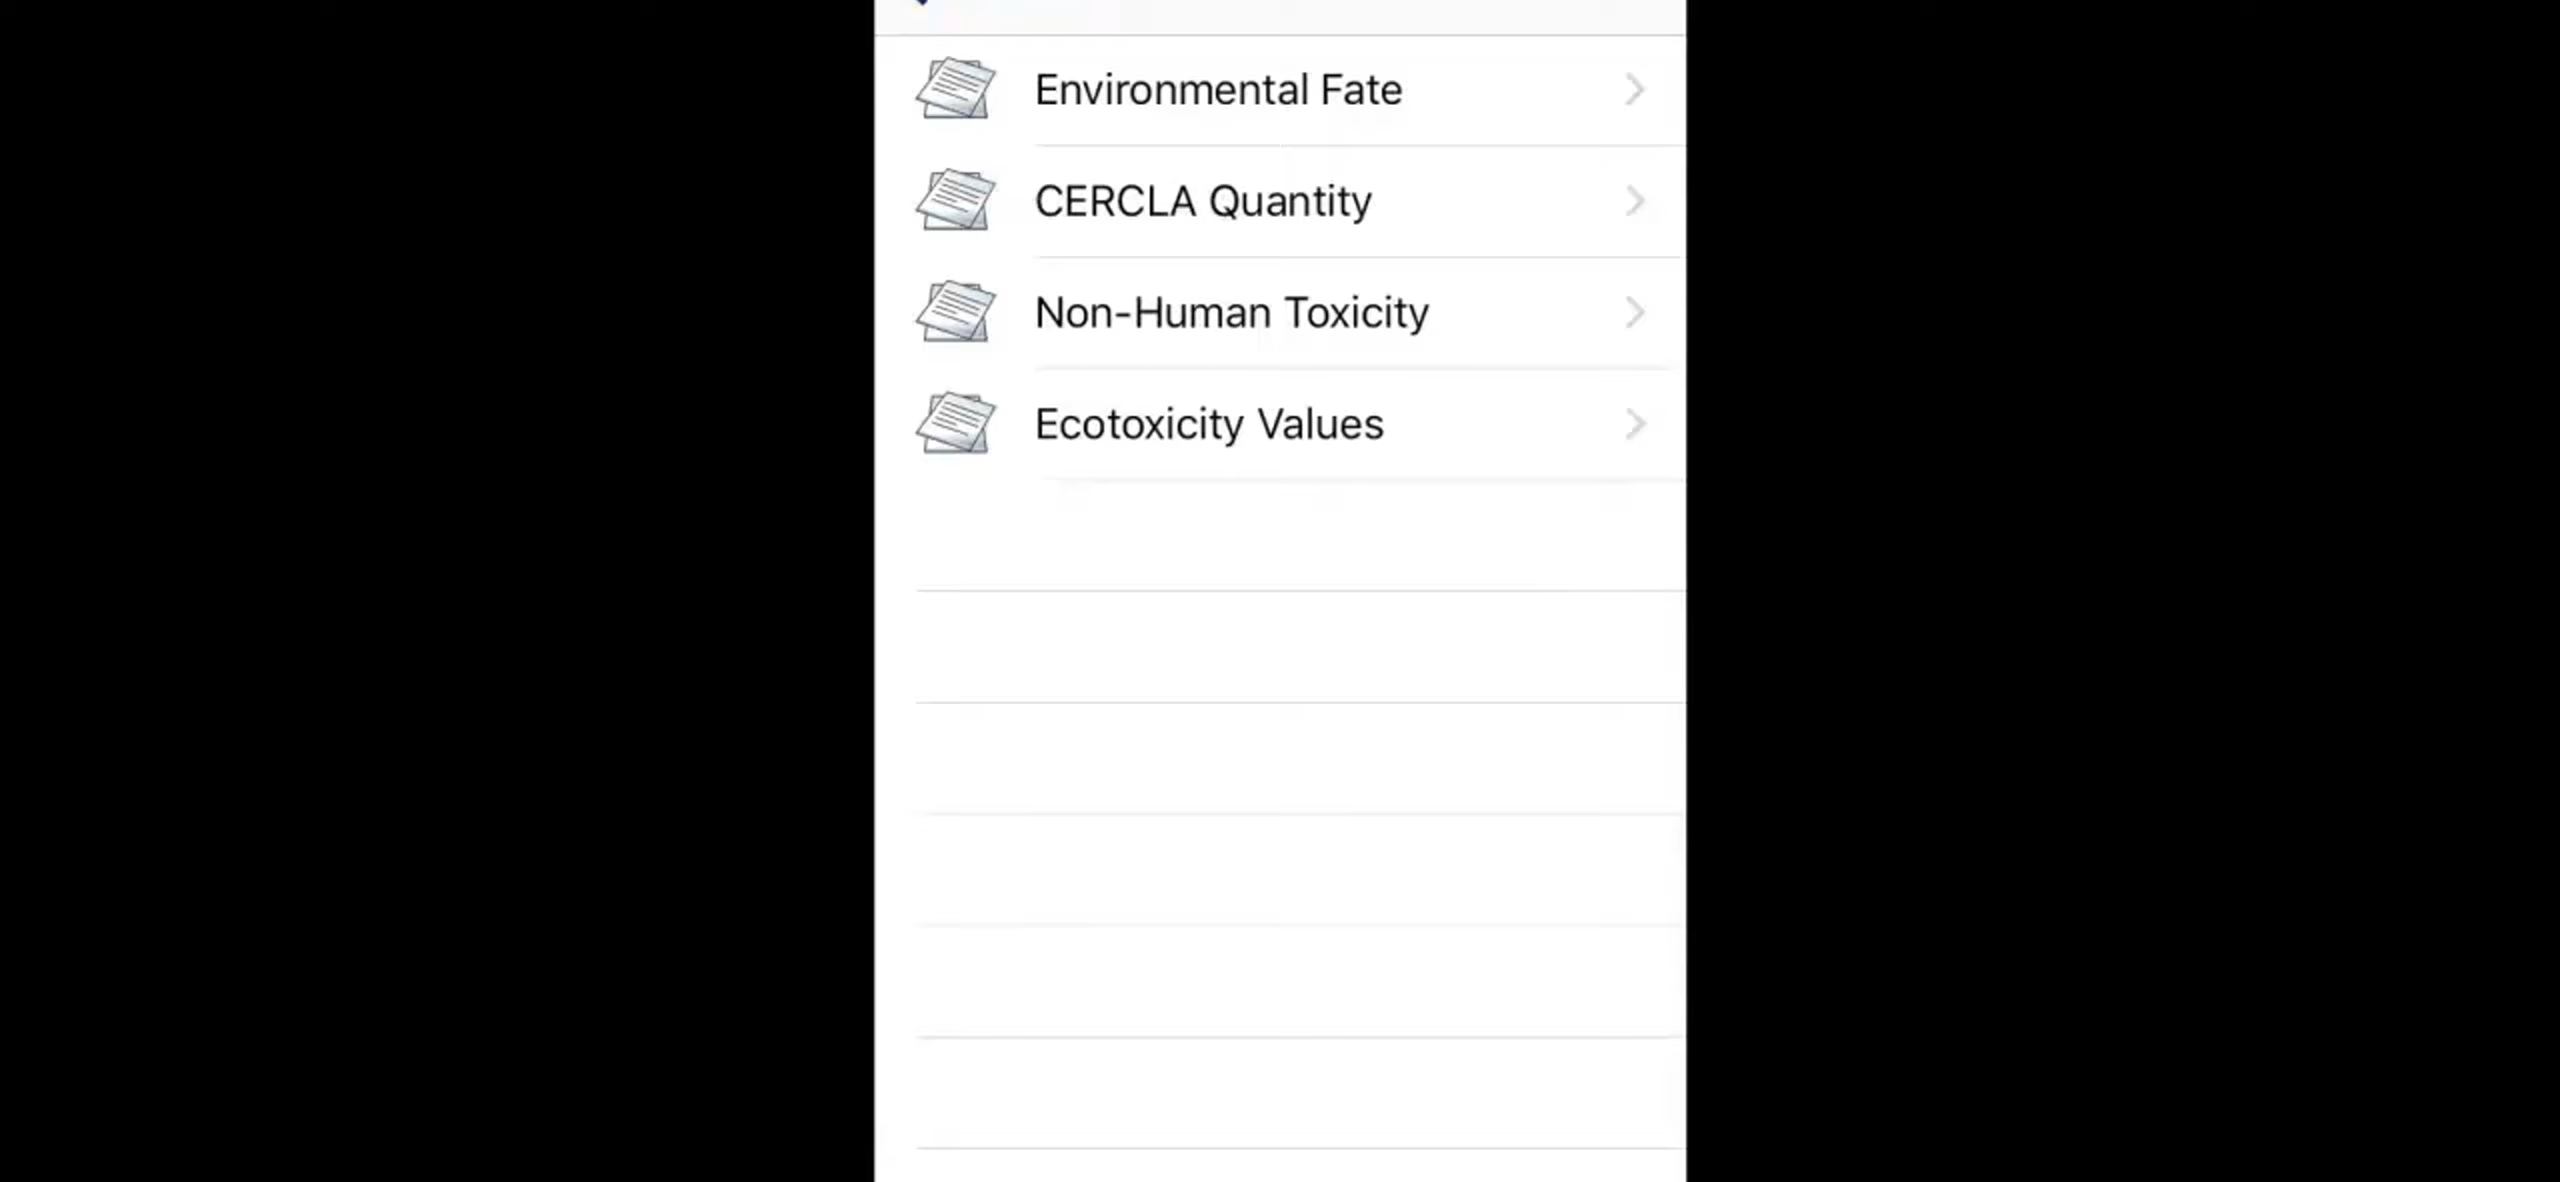 Environmental Fate
CERCLA Quantity
Non-Human Toxicity
Ecotoxicity Values